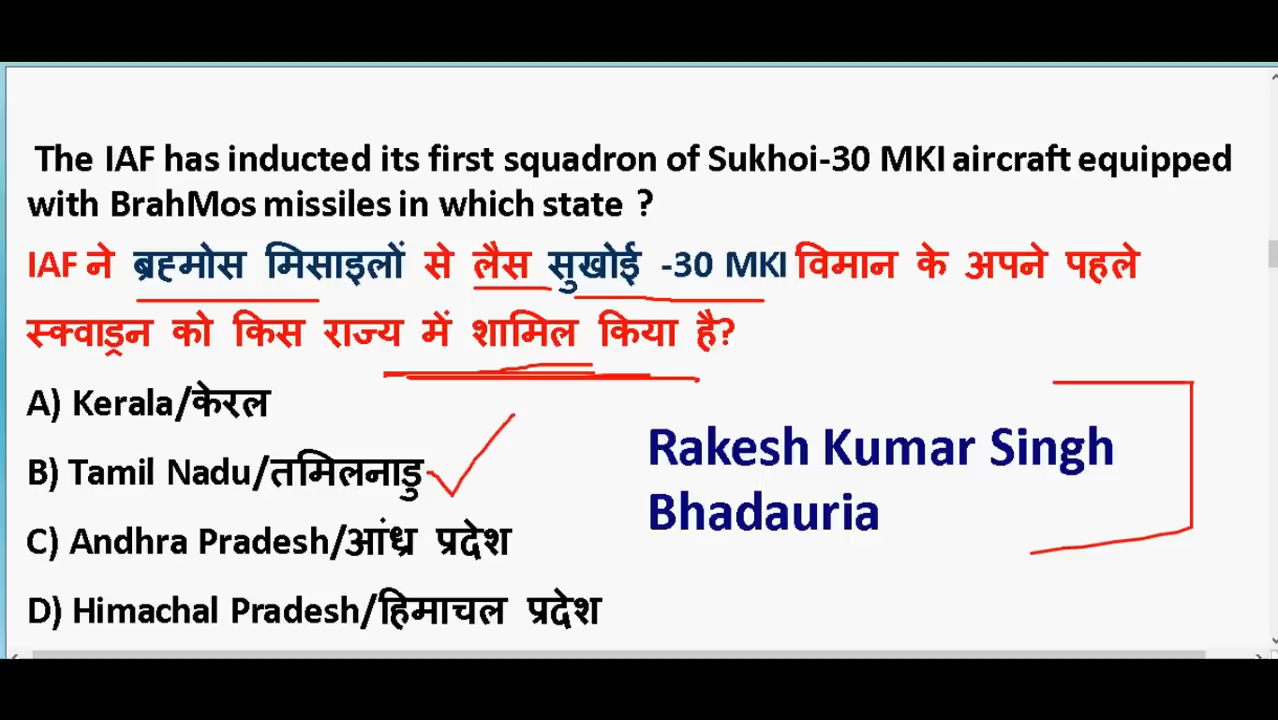 The IAF has inducted its first squadron of Sukhoi-30 MKI aircraft equipped
with BrahMos missiles in which state ?
IAF ने ब्रह्मोस मिसाइलों से लैस सुखोई -30 MKI विमान के अपने पहले
स्क्वाड्रन को किस राज्य में शामिल किया है?
A) Kerala/केरल
B) Tamil Nadu/तमिलनाडु
C) Andhra Pradesh/आंध्र प्रदेश
D) Himachal Pradesh/हिमाचल प्रदेश
Rakesh Kumar Singh
Bhadauria